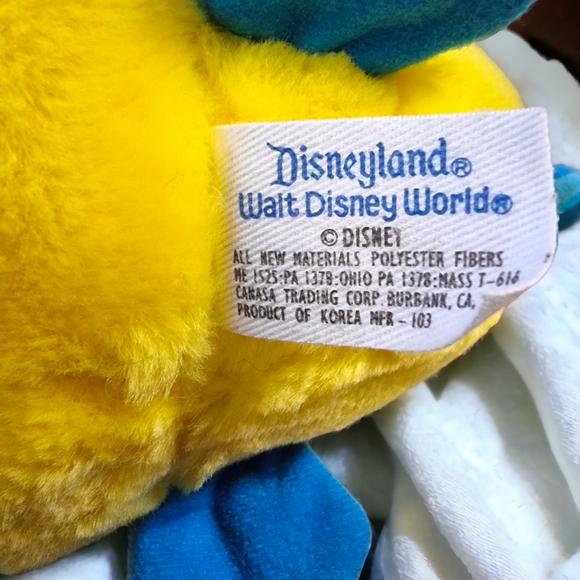 Disneyland®
Walt Disney World®
© DISNEY
ALL NEW MATERIALS POLYESTER FIBERS
ME 1525:PA 1378:OHIO PA 1378:MASS T-616
CANASA TRADING CORP. BURBANK, CA,
PRODUCT OF KOREA MFR-103